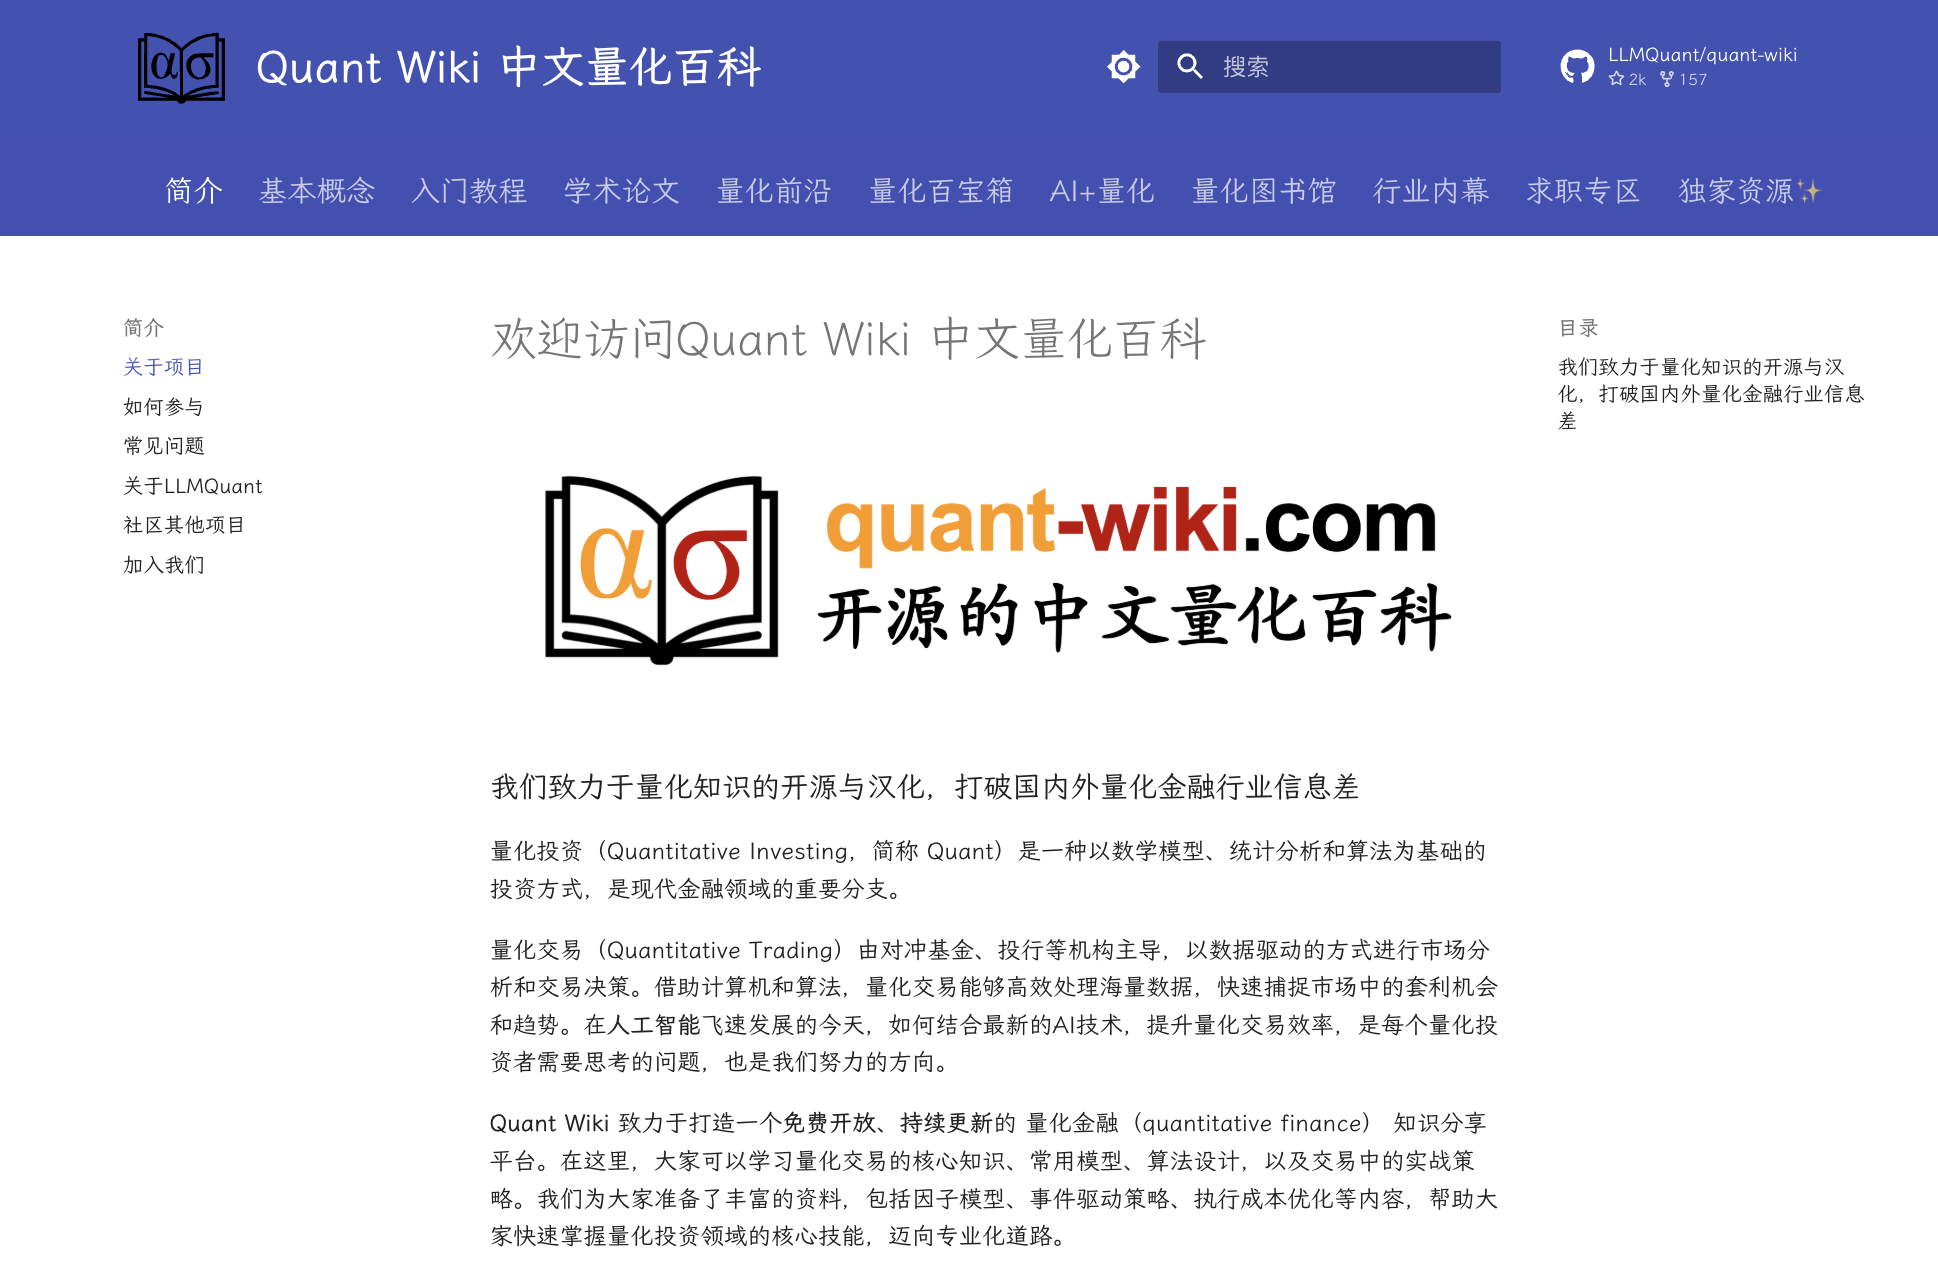 ασ
Quant Wiki 中文量化百科
搜索
LLMQuant/quant-wiki
2k 157
简介 基本概念 入门教程 学术论文 量化前沿 量化百宝箱 AI+量化 量化图书馆 行业内幕 求职专区 独家资源✨
简介
关于项目
如何参与
常见问题
关于LLMQuant
社区其他项目
加入我们
欢迎访问Quant Wiki 中文量化百科
ασ
quant-wiki.com
开源的中文量化百科
我们致力于量化知识的开源与汉化，打破国内外量化金融行业信息差
量化投资（Quantitative Investing，简称 Quant）是一种以数学模型、统计分析和算法为基础的
投资方式，是现代金融领域的重要分支。
量化交易（Quantitative Trading）由对冲基金、投行等机构主导，以数据驱动的方式进行市场分
析和交易决策。借助计算机和算法，量化交易能够高效处理海量数据，快速捕捉市场中的套利机会
和趋势。在人工智能飞速发展的今天，如何结合最新的AI技术，提升量化交易效率，是每个量化投
资者需要思考的问题，也是我们努力的方向。
Quant Wiki 致力于打造一个免费开放、持续更新的 量化金融（quantitative finance） 知识分享
平台。在这里，大家可以学习量化交易的核心知识、常用模型、算法设计，以及交易中的实战策
略。我们为大家准备了丰富的资料，包括因子模型、事件驱动策略、执行成本优化等内容，帮助大
家快速掌握量化投资领域的核心技能，迈向专业化道路。
目录
我们致力于量化知识的开源与汉
化，打破国内外量化金融行业信息
差